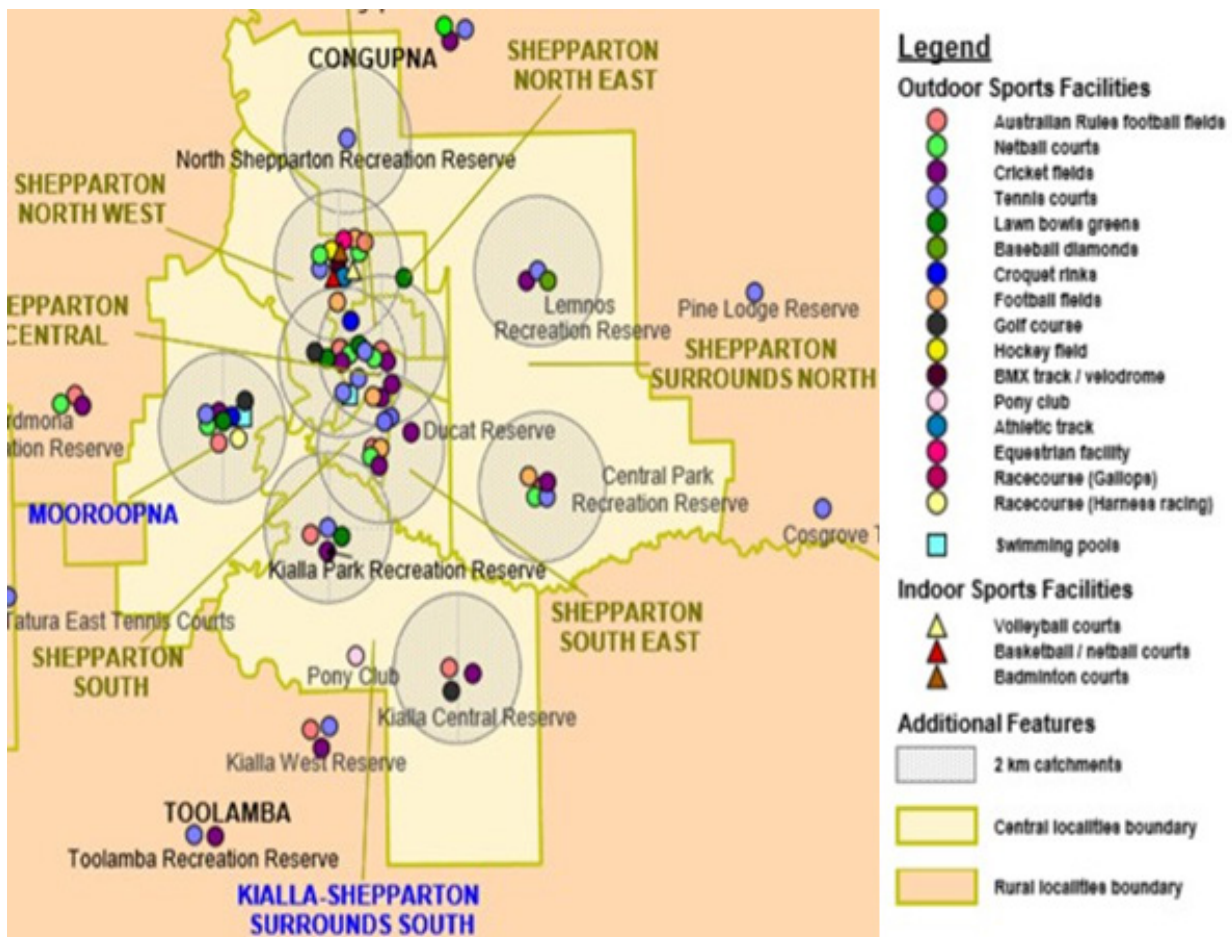 CONGUPNA
SHEPPARTON
NORTH EAST
North Shepparton Recreation Reserve
SHEPPARTON
NORTH WEST
EPPARTON
CENTRAL
Lemnos
Recreation Reserve
Pine Lodge Reserve
SHEPPARTON
SURROUNDS NORTH
rdmona
ation Reserve
Ducat Reserve
MOOROOPNA
Central Park
Recreation Reserve
Cosgrove T
Kialla Park Recreation Reserve
Tatura East Tennis Courts
SHEPPARTON
SOUTH
SHEPPARTON
SOUTH EAST
Pony Club
Kialla Central Reserve
Kialla West Reserve
TOOLAMBA
Toolamba Recreation Reserve
KIALLA-SHEPPARTON
SURROUNDS SOUTH
Legend
Outdoor Sports Facilities
Australian Rules football fields
Netball courts
Cricket fields
Tennis courts
Lawn bowls greens
Baseball diamonds
Croquet rinks
Football fields
Golf course
Hockey field
BMX track / velodrome
Pony club
Athletic track
Equestrian facility
Racecourse (Gallops)
Racecourse (Harness racing)
Swimming pools
Indoor Sports Facilities
Volleyball courts
Basketball / netball courts
Badminton courts
Additional Features
2 km catchments
Central localities boundary
Rural localities boundary